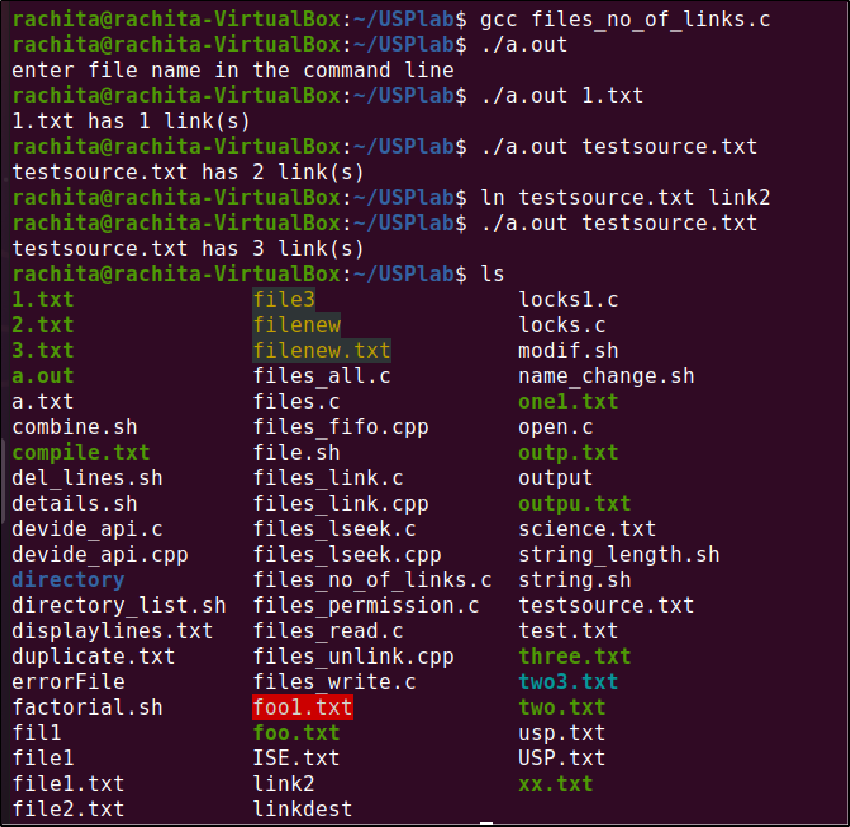 rachita@rachita-VirtualBox:~/USPlab$ gcc files_no_of_links.c
rachita@rachita-VirtualBox:~/USPlab$ ./a.out
enter file name in the command line
rachita@rachita-VirtualBox:~/USPlab$ ./a.out 1.txt
1.txt has 1 link(s)
rachita@rachita-VirtualBox:~/USPlab$ ./a.out testsource.txt
testsource.txt has 2 link(s)
rachita@rachita-VirtualBox:~/USPlab$ ln testsource.txt link2
rachita@rachita-VirtualBox:~/USPlab$ ./a.out testsource.txt
testsource.txt has 3 link(s)
rachita@rachita-VirtualBox:~/USPlab$ ls
1.txt file3 locks1.c
2.txt filenew locks.c
3.txt filenew.txt modif.sh
a.out files_all.c name_change.sh
a.txt files.c one1.txt
combine.sh files_fifo.cpp open.c
compile.txt file.sh outp.txt
del_lines.sh files_link.c output
details.sh files_link.cpp outpu.txt
devide_api.c files_lseek.c science.txt
devide_api.cpp files_lseek.cpp string_length.sh
directory files_no_of_links.c string.sh
directory_list.sh files_permission.c testsource.txt
displaylines.txt files_read.c test.txt
duplicate.txt files_unlink.cpp three.txt
errorFile files_write.c two3.txt
factorial.sh foo1.txt two.txt
fil1 foo.txt usp.txt
file1 ISE.txt USP.txt
file1.txt link2 xx.txt
file2.txt linkdest